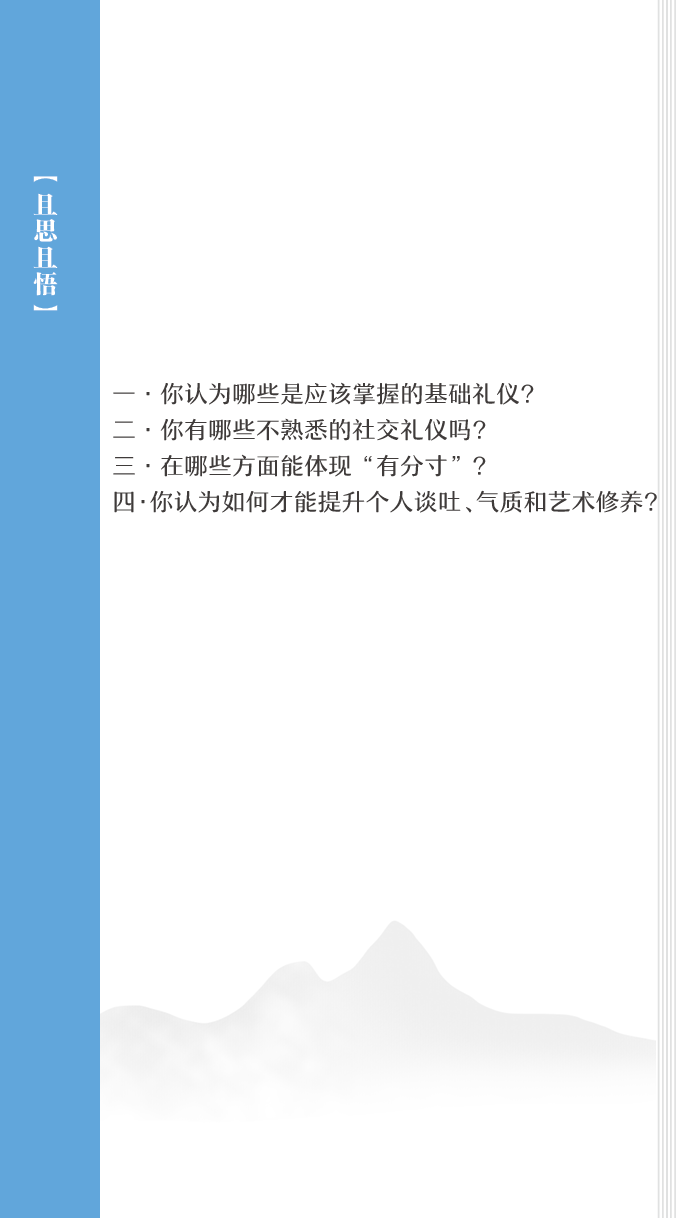 【且思且悟】
一·你认为哪些是应该掌握的基础礼仪？
二·你有哪些不熟悉的社交礼仪吗？
三·在哪些方面能体现“有分寸”？
四·你认为如何才能提升个人谈吐、气质和艺术修养？